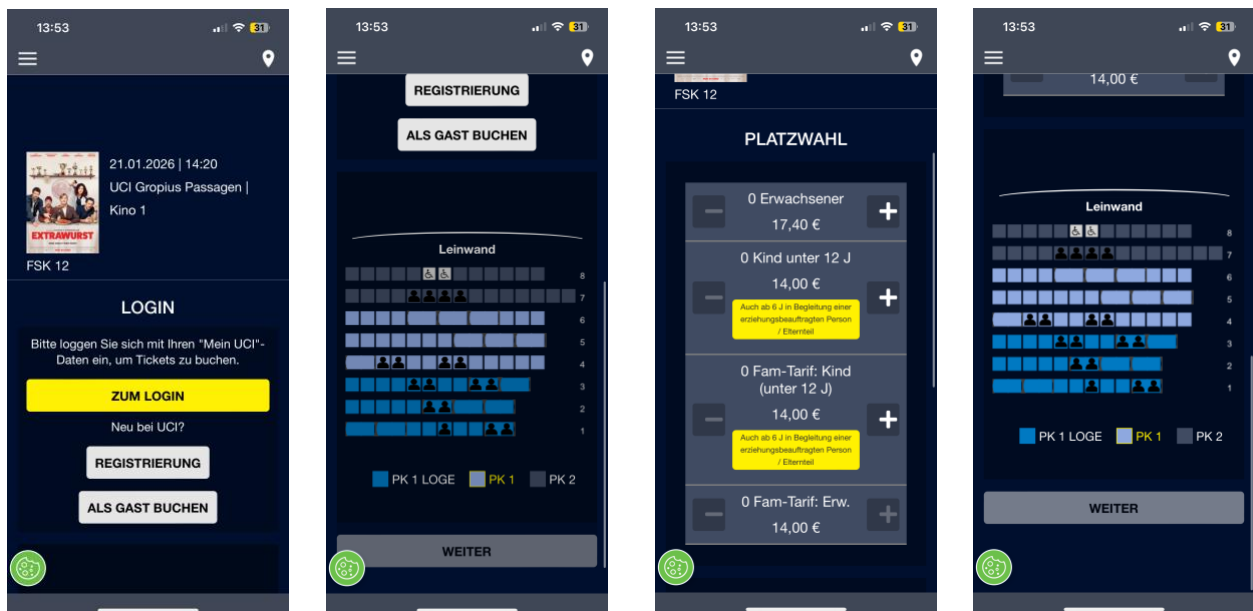 13:53
31
21.01.2026 | 14:20
UCI Gropius Passagen |
Kino 1
EXTRAWURST
FSK 12
LOGIN
Bitte loggen Sie sich mit Ihren "Mein UCI"-
Daten ein, um Tickets zu buchen.
ZUM LOGIN
Neu bei UCI?
REGISTRIERUNG
ALS GAST BUCHEN
13:53
31
REGISTRIERUNG
ALS GAST BUCHEN
Leinwand
8
7
6
5
4
3
2
1
PK 1 LOGE PK 1 PK 2
WEITER
13:53
31
FSK 12
PLATZWAHL
0 Erwachsener
17,40 €
0 Kind unter 12 J
14,00 €
Auch ab 6 J in Begleitung einer
erziehungsbeauftragten Person
/ Elternteil
0 Fam-Tarif: Kind
(unter 12 J)
14,00 €
Auch ab 6 J in Begleitung einer
erziehungsbeauftragten Person
/ Elternteil
0 Fam-Tarif: Erw.
14,00 €
13:53
31
14,00 €
Leinwand
8
7
6
5
4
3
2
1
PK 1 LOGE PK 1 PK 2
WEITER